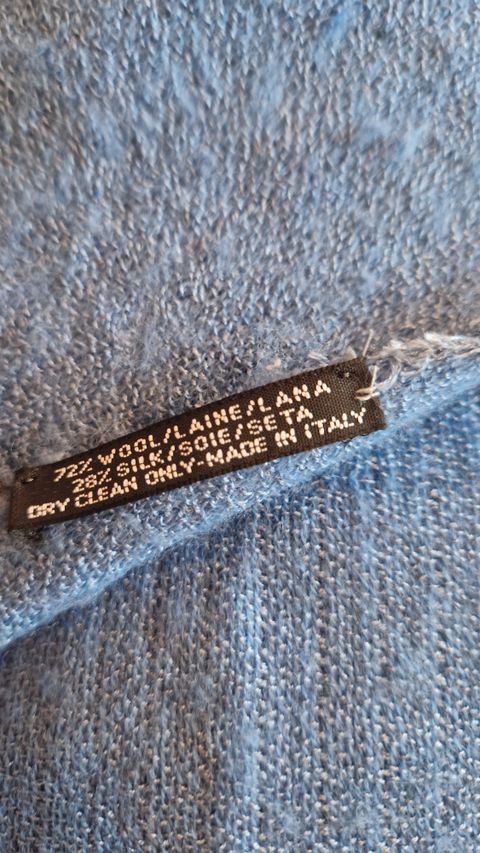 72% WOOL/LAINE/LANA
28% SILK/SOIE/SETA
DRY CLEAN ONLY-MADE IN ITALY